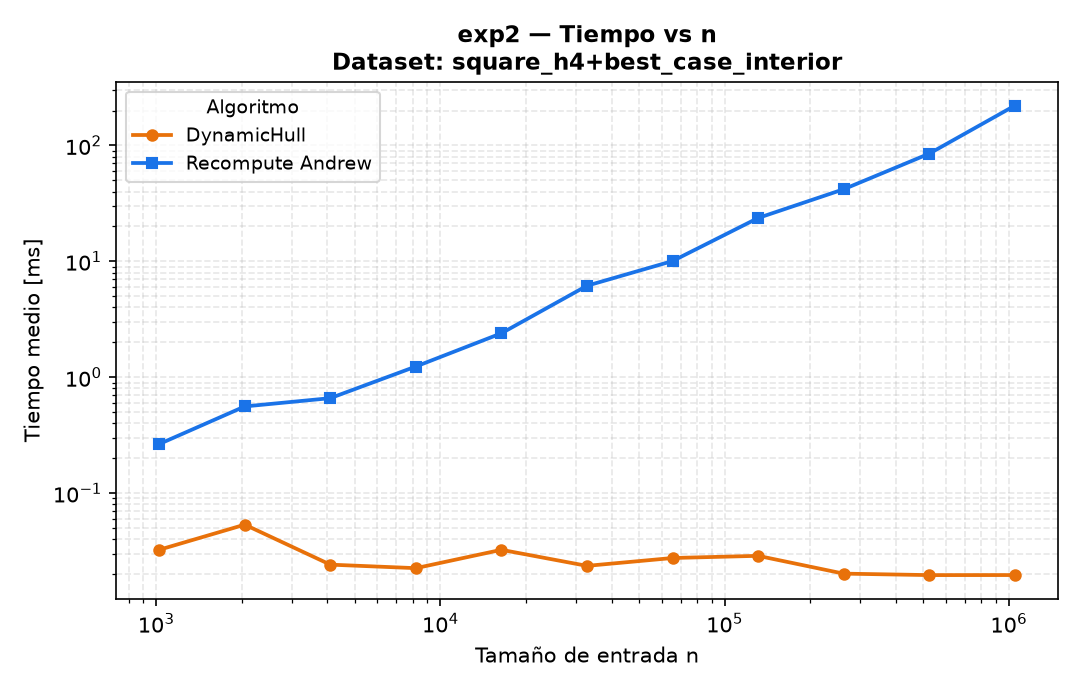 exp2 — Tiempo vs n
Dataset: square_h4+best_case_interior
Algoritmo
DynamicHull
Recompute Andrew
Tiempo medio [ms]
10²
10¹
10⁰
10⁻¹
10³
10⁴
10⁵
10⁶
Tamaño de entrada n